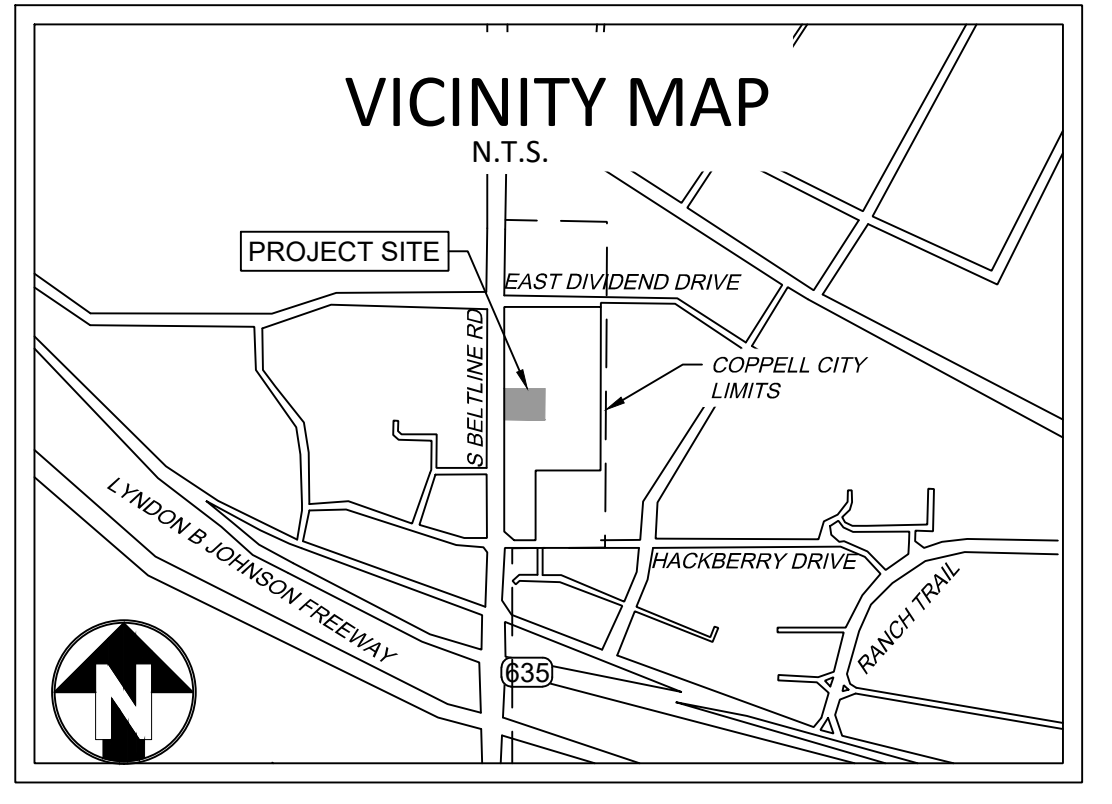 VICINITY MAP
N.T.S.
PROJECT SITE
EAST DIVIDEND DRIVE
S BELTLINE RD
COPPELL CITY
LIMITS
LYNDON B JOHNSON FREEWAY
HACKBERRY DRIVE
RANCH TRAIL
635
N